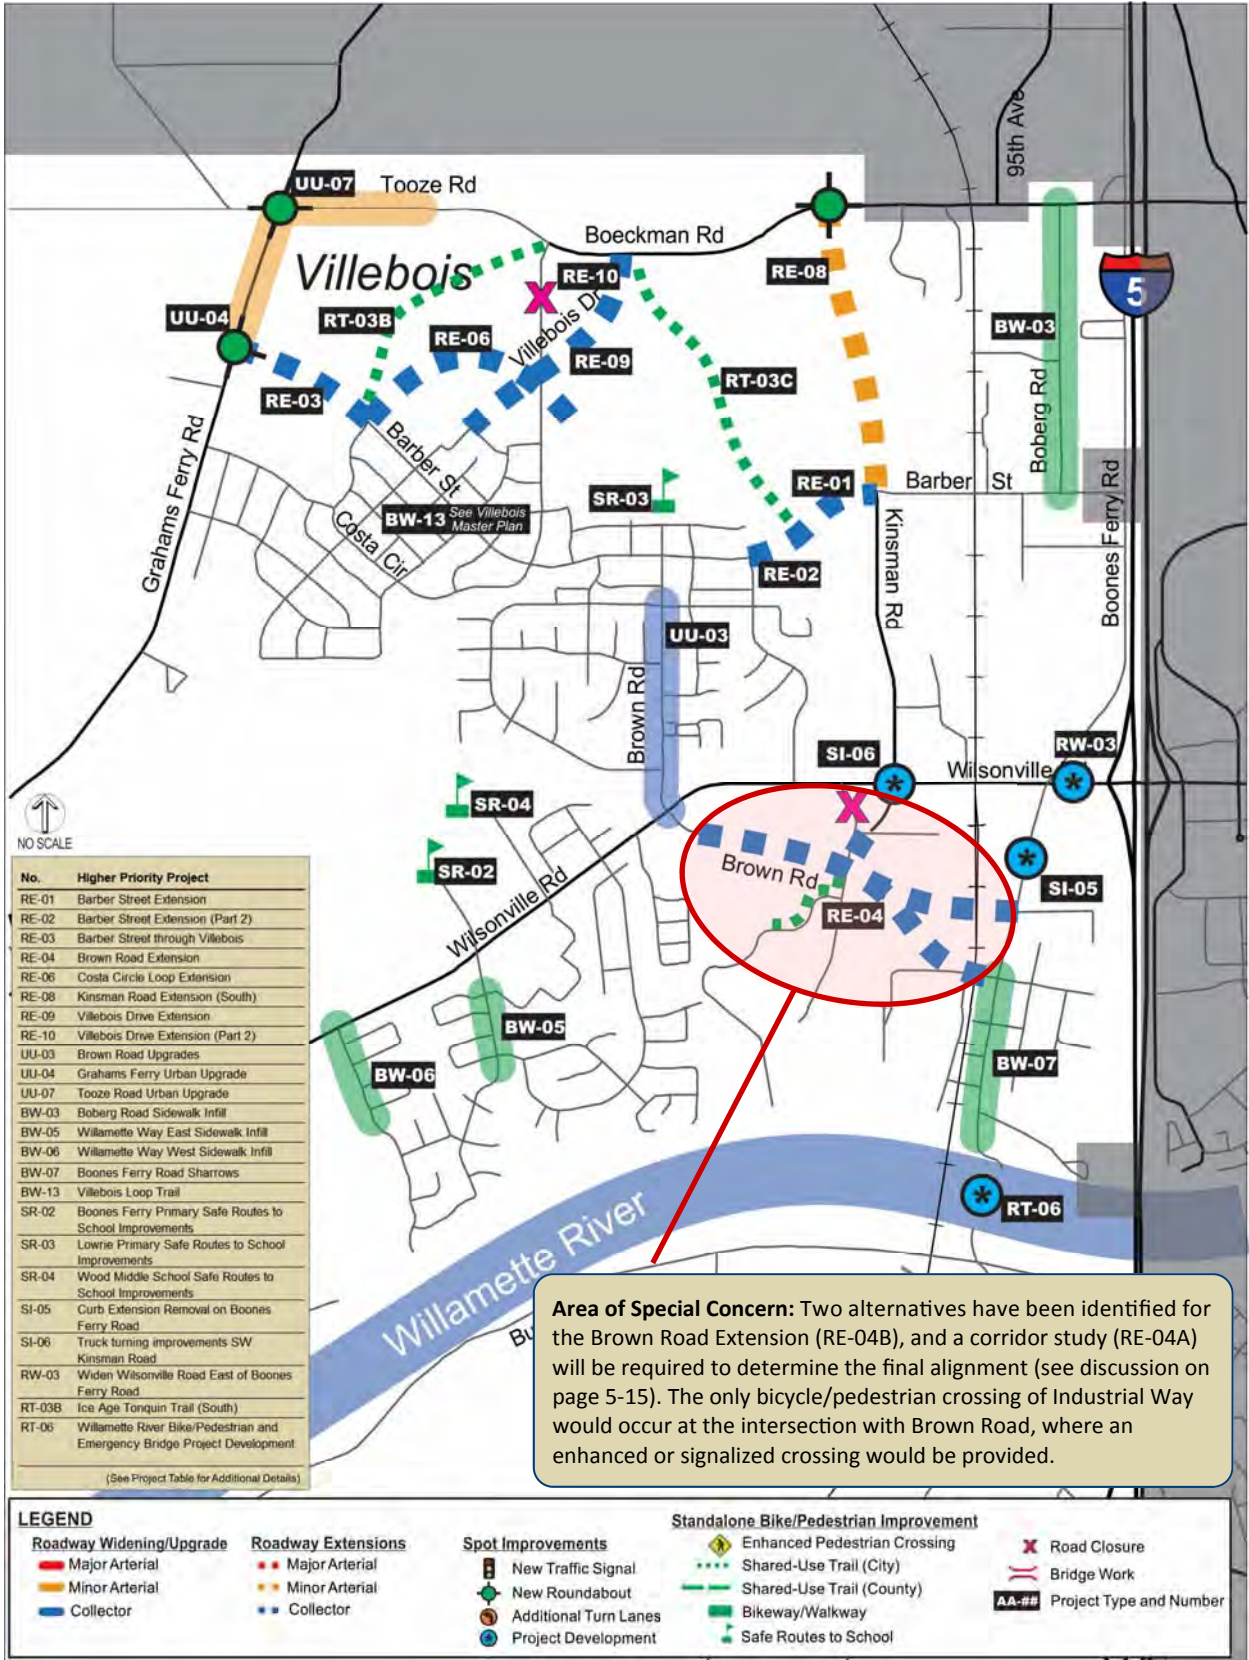 95th Ave
UU-07
Tooze Rd
Boeckman Rd
Villebois
RE-10
RE-08
5
UU-04
RT-03B
Villebois Dr
BW-03
RE-06
RE-09
RT-03C
RE-03
Boberg Rd
Grahams Ferry Rd
Barber St
RE-01
Barber St
SR-03
BW-13 See Villebois
Master Plan
Costa Cir
Kinsman Rd
Boones Ferry Rd
RE-02
UU-03
Brown Rd
SI-06
RW-03
Wilsonville
SR-04
NO SCALE
SR-02
SI-05
Brown Rd
RE-04
Wilsonville Rd
BW-05
BW-06
BW-07
RT-06
Willamette River
Bu
No. Higher Priority Project
RE-01 Barber Street Extension
RE-02 Barber Street Extension (Part 2)
RE-03 Barber Street through Villebois
RE-04 Brown Road Extension
RE-06 Costa Circle Loop Extension
RE-08 Kinsman Road Extension (South)
RE-09 Villebois Drive Extension
RE-10 Villebois Drive Extension (Part 2)
UU-03 Brown Road Upgrades
UU-04 Grahams Ferry Urban Upgrade
UU-07 Tooze Road Urban Upgrade
BW-03 Boberg Road Sidewalk Infill
BW-05 Willamette Way East Sidewalk Infill
BW-06 Willamette Way West Sidewalk Infill
BW-07 Boones Ferry Road Sharrows
BW-13 Villebois Loop Trail
SR-02 Boones Ferry Primary Safe Routes to
School Improvements
SR-03 Lowrie Primary Safe Routes to School
Improvements
SR-04 Wood Middle School Safe Routes to
School Improvements
SI-05 Curb Extension Removal on Boones
Ferry Road
SI-06 Truck turning improvements SW
Kinsman Road
RW-03 Widen Wilsonville Road East of Boones
Ferry Road
RT-03B Ice Age Tonquin Trail (South)
RT-06 Willamette River Bike/Pedestrian and
Emergency Bridge Project Development
(See Project Table for Additional Details)
Area of Special Concern: Two alternatives have been identified for
the Brown Road Extension (RE-04B), and a corridor study (RE-04A)
will be required to determine the final alignment (see discussion on
page 5-15). The only bicycle/pedestrian crossing of Industrial Way
would occur at the intersection with Brown Road, where an
enhanced or signalized crossing would be provided.
LEGEND
Roadway Widening/Upgrade
Major Arterial
Minor Arterial
Collector
Roadway Extensions
Major Arterial
Minor Arterial
Collector
Spot Improvements
New Traffic Signal
New Roundabout
Additional Turn Lanes
Project Development
Standalone Bike/Pedestrian Improvement
Enhanced Pedestrian Crossing
Shared-Use Trail (City)
Shared-Use Trail (County)
Bikeway/Walkway
Safe Routes to School
Road Closure
Bridge Work
AA-## Project Type and Number